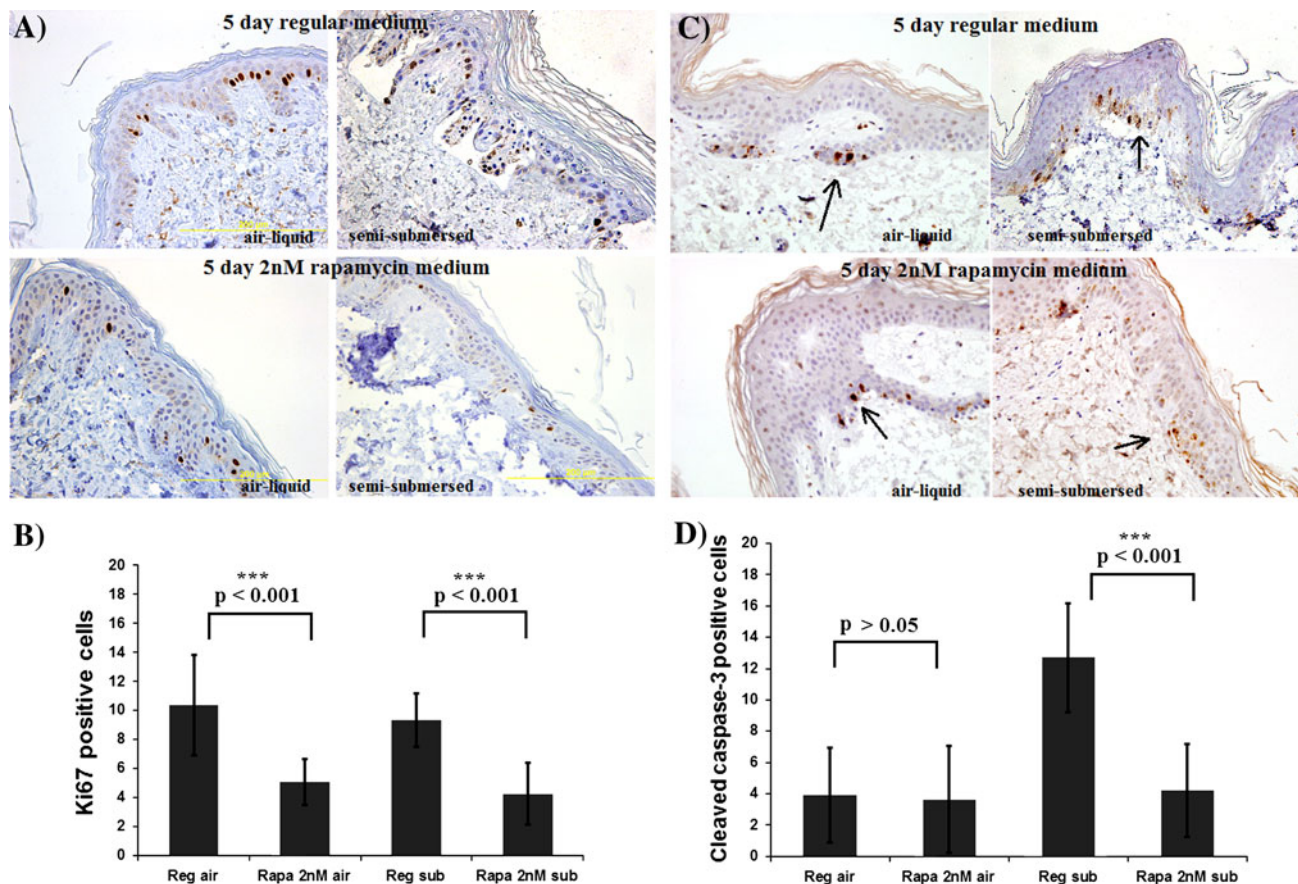 A)
5 day regular medium
air-liquid
semi-submersed
5 day 2nM rapamycin medium
air-liquid
semi-submersed
B)
Ki67 positive cells
20
18
16
14
12
10
8
6
4
2
0
***
p < 0.001
***
p < 0.001
Reg air
Rapa 2nM air
Reg sub
Rapa 2nM sub
C)
5 day regular medium
air-liquid
semi-submersed
5 day 2nM rapamycin medium
air-liquid
semi-submersed
D)
Cleaved caspase-3 positive cells
20
18
16
14
12
10
8
6
4
2
0
p > 0.05
***
p < 0.001
Reg air
Rapa 2nM air
Reg sub
Rapa 2nM sub